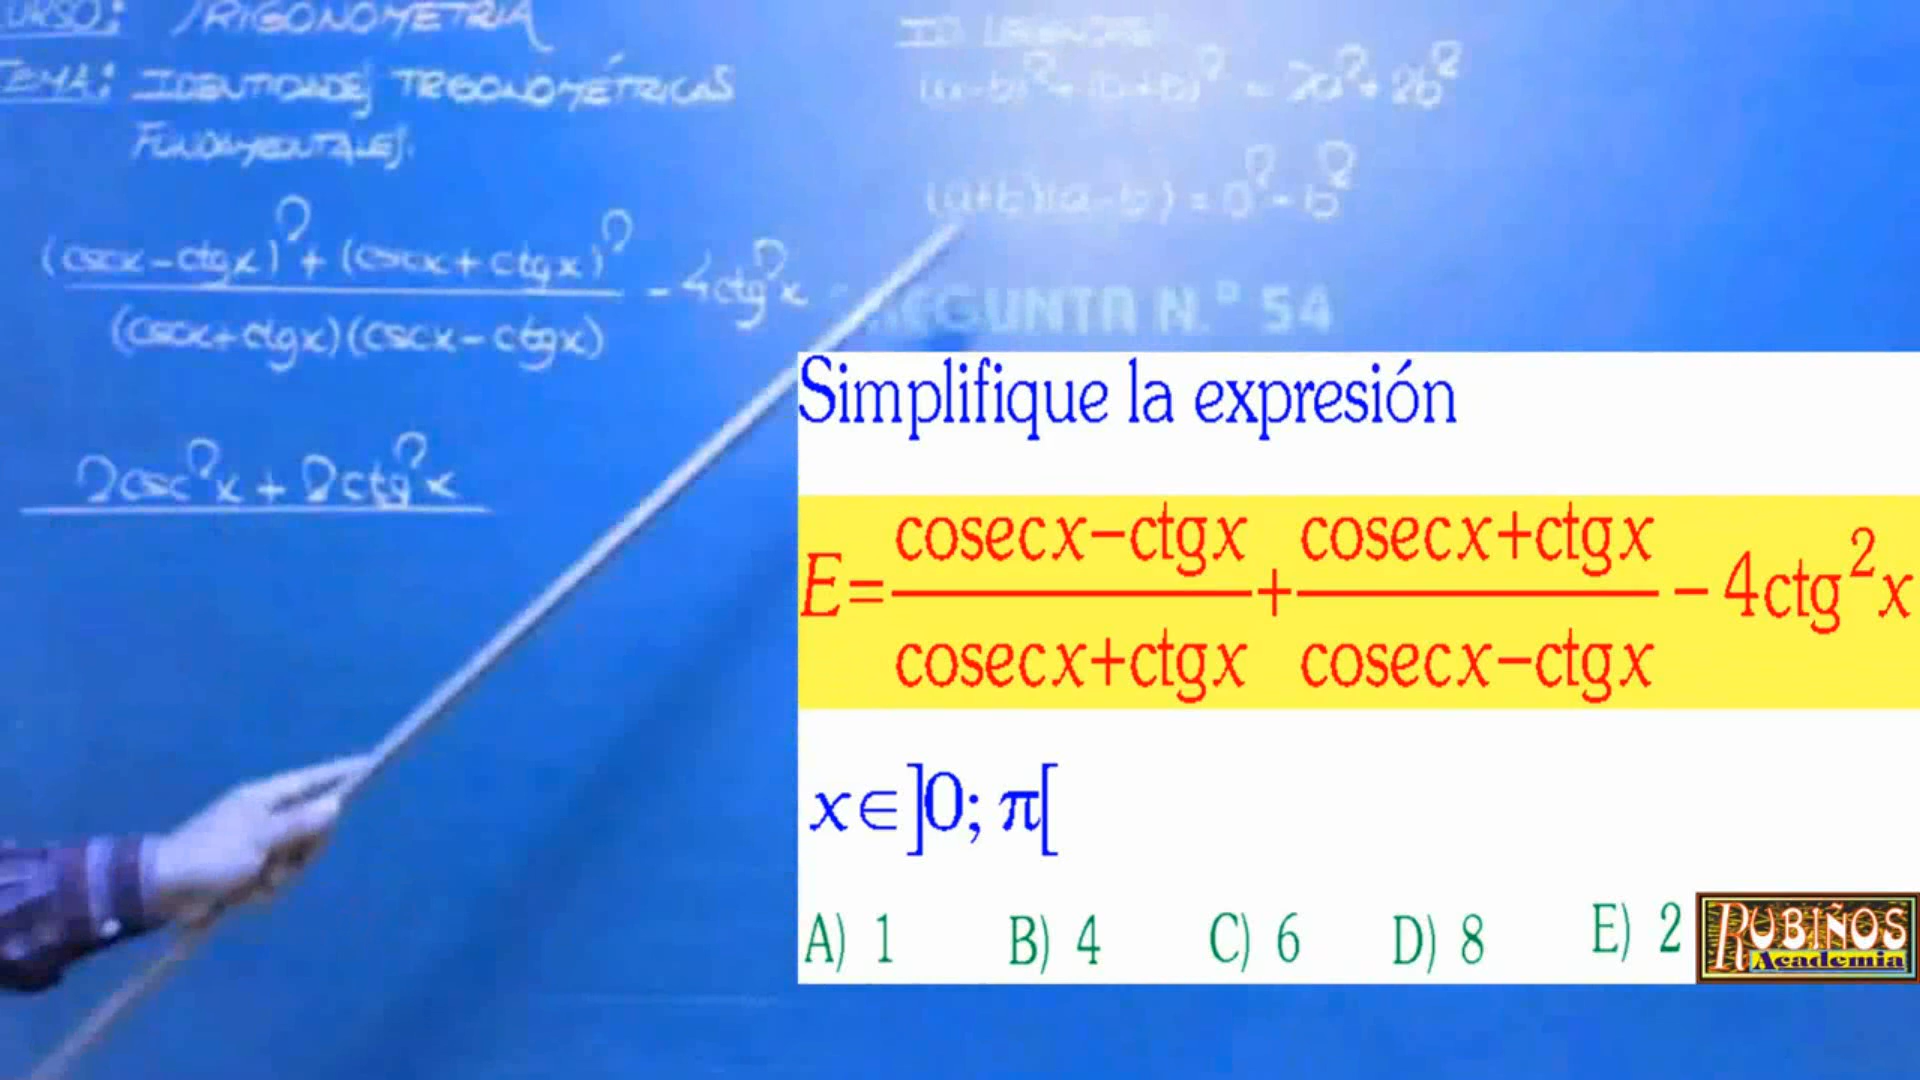 CURSO: TRIGONOMETRIA
TEMA: IDENTIDADES TRIGONOMÉTRICAS
FUNDAMENTALES.
(cscx-ctgx)² + (cscx+ctgx)² - 4ctg²x
(cscx+ctgx)(cscx-ctgx)
2csc²x + 2ctg²x
(a-b)² + (a+b)² = 2a² + 2b²
(a+b)(a-b) = a² - b²
PREGUNTA N.º 54
Simplifique la expresión
cosecx−ctgx cosecx+ctgx
E= + − 4ctg²x
cosecx+ctgx cosecx−ctgx
x∈]0; π[
A) 1 B) 4 C) 6 D) 8 E) 2
RUBIÑOS
Academia